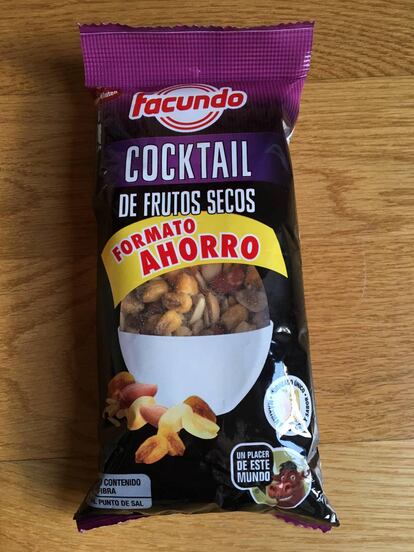 facundo
COCKTAIL
DE FRUTOS SECOS
FORMATO
AHORRO
UN PLACER
DE ESTE
MUNDO
CONTENIDO
FIBRA
PUNTO DE SAL